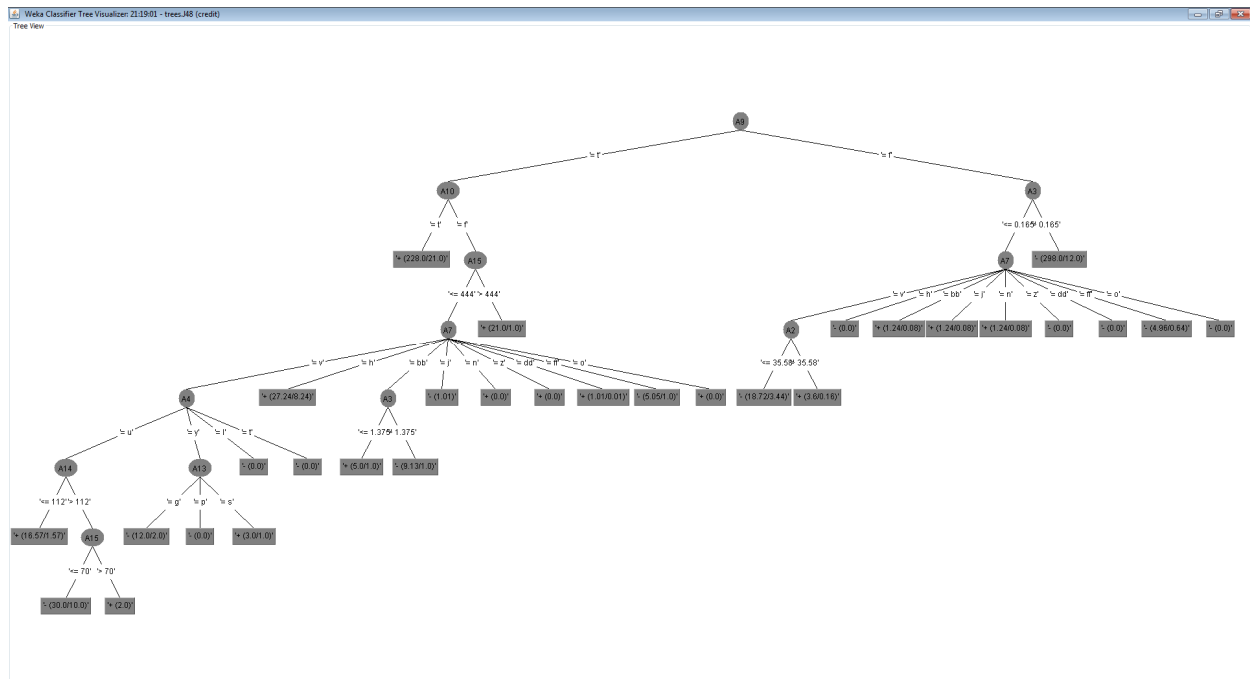 Weka Classifier Tree Visualizer: 21:19:01 - trees.J48 (credit)
Tree View
A9
'= t' '= f'
A10 A3
'= t' '= f' '<= 0.165' '> 0.165'
'+ (228.0/21.0)' A15 A7 '- (298.0/12.0)'
'<= 444' '> 444' '= v' '= h' '= bb' '= j' '= n' '= z' '= dd' '= ff' '= o'
A7 '+ (21.0/1.0)' A2 '- (0.0)' '+ (1.24/0.08)' '+ (1.24/0.08)' '+ (1.24/0.08)' '- (0.0)' '- (0.0)' '- (4.96/0.64)' '- (0.0)'
'= v' '= h' '= bb' '= j' '= n' '= z' '= dd' '= ff' '= o' '<= 35.58' '> 35.58'
A4 '+ (27.24/8.24)' A3 '- (1.01)' '+ (0.0)' '+ (0.0)' '+ (1.01/0.01)' '- (5.05/1.0)' '+ (0.0)' '- (18.72/3.44)' '+ (3.6/0.16)'
'= u' '= y' '= l' '= t' '<= 1.375' '> 1.375'
A14 A13 '- (0.0)' '- (0.0)' '+ (5.0/1.0)' '- (9.13/1.0)'
'<= 112' '> 112' '= g' '= p' '= s'
'+ (16.57/1.57)' A15 '- (12.0/2.0)' '- (0.0)' '+ (3.0/1.0)'
'<= 70' '> 70'
'- (30.0/10.0)' '+ (2.0)'